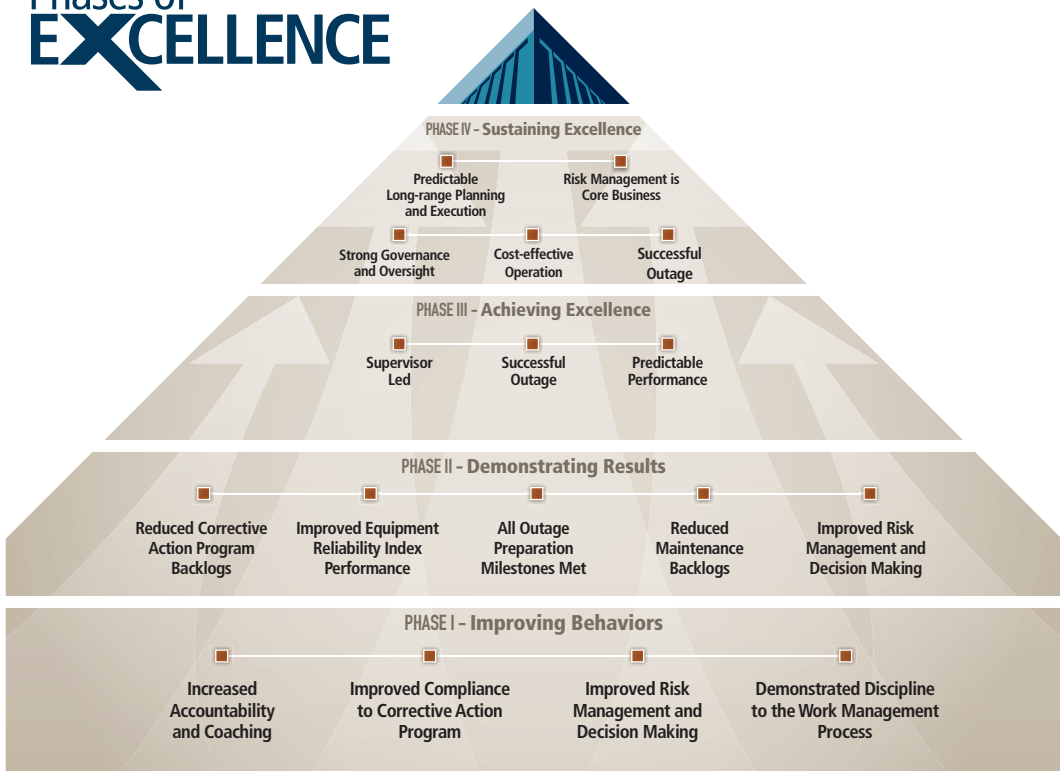 Phases of
EXCELLENCE
PHASE IV - Sustaining Excellence
Predictable
Long-range Planning
and Execution
Risk Management is
Core Business
Strong Governance
and Oversight
Cost-effective
Operation
Successful
Outage
PHASE III - Achieving Excellence
Supervisor
Led
Successful
Outage
Predictable
Performance
PHASE II - Demonstrating Results
Reduced Corrective
Action Program
Backlogs
Improved Equipment
Reliability Index
Performance
All Outage
Preparation
Milestones Met
Reduced
Maintenance
Backlogs
Improved Risk
Management and
Decision Making
PHASE I - Improving Behaviors
Increased
Accountability
and Coaching
Improved Compliance
to Corrective Action
Program
Improved Risk
Management and
Decision Making
Demonstrated Discipline
to the Work Management
Process